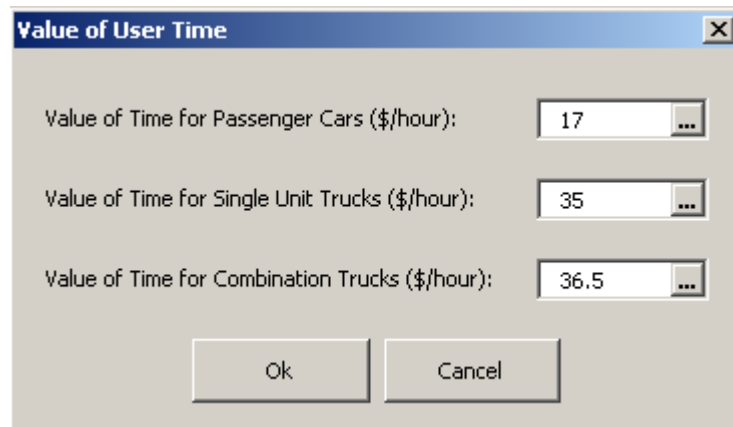 Value of User Time
Value of Time for Passenger Cars ($/hour): 17 ...
Value of Time for Single Unit Trucks ($/hour): 35 ...
Value of Time for Combination Trucks ($/hour): 36.5 ...
Ok Cancel